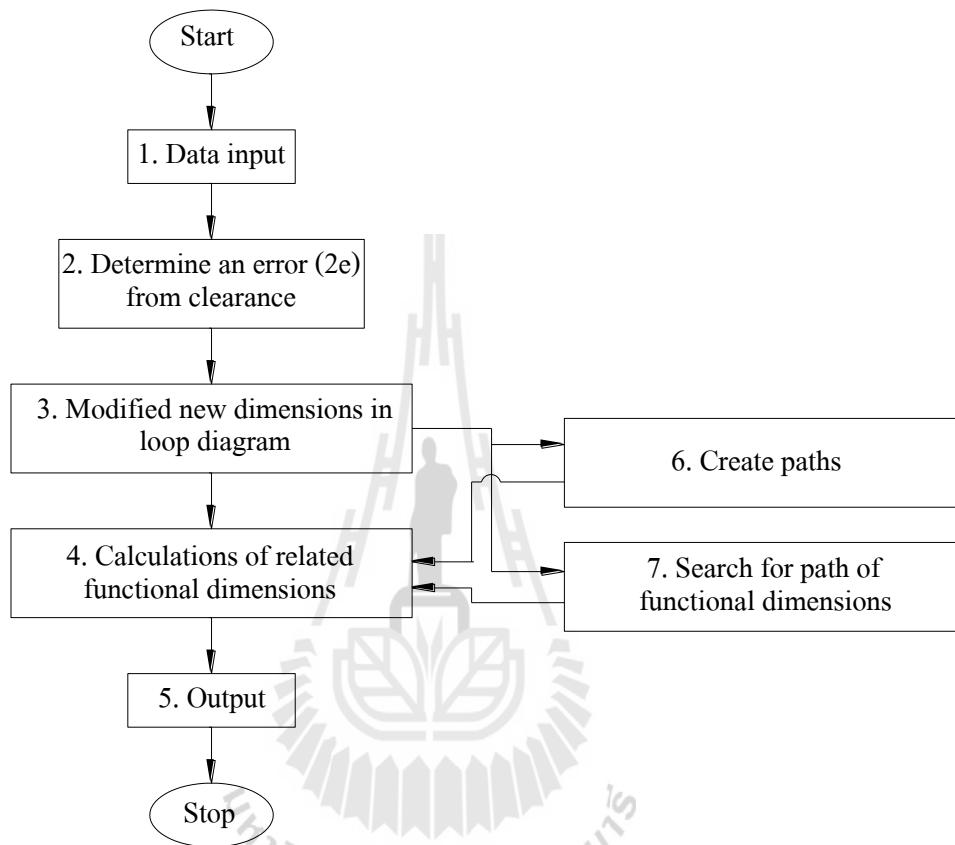 Start
1. Data input
2. Determine an error (2e)
from clearance
3. Modified new dimensions in
loop diagram
6. Create paths
4. Calculations of related
functional dimensions
7. Search for path of
functional dimensions
5. Output
Stop